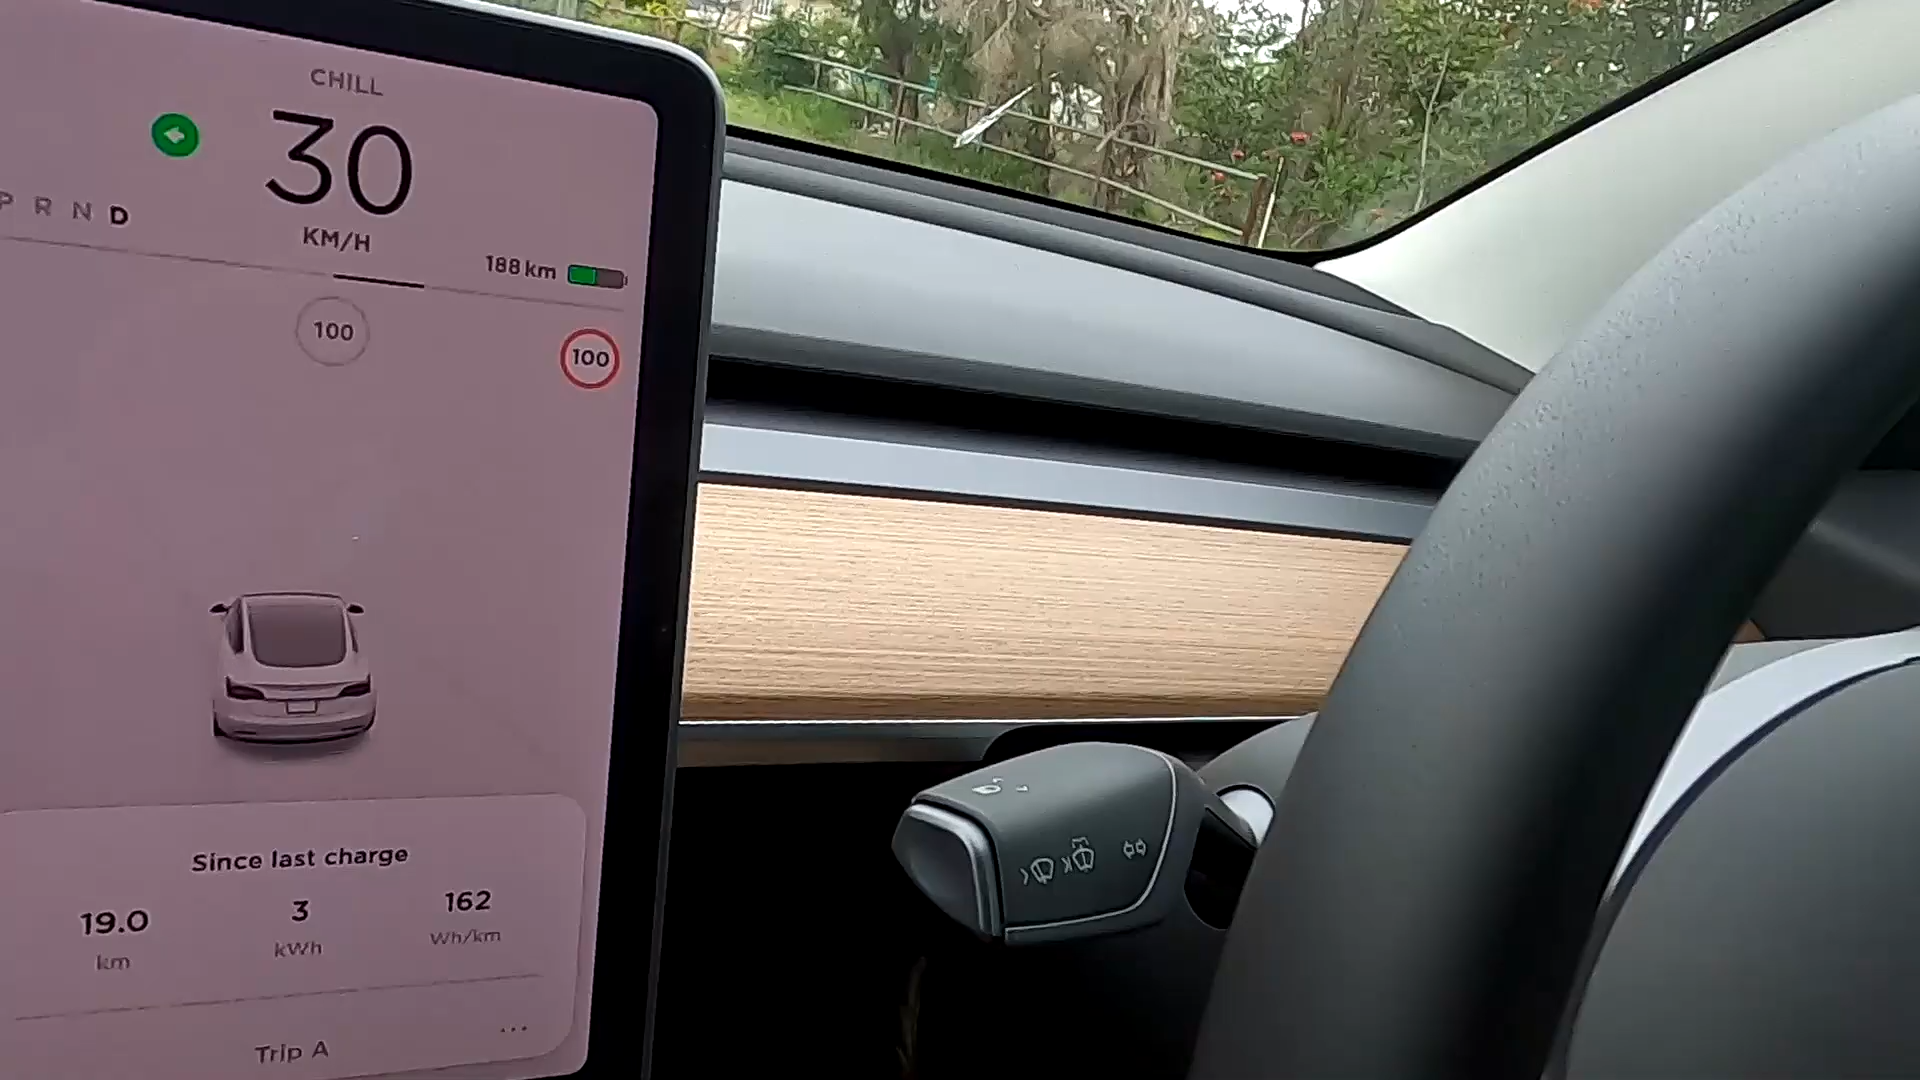 CHILL
30
KM/H
P R N D
188 km
100
100
Since last charge
19.0 3 162
km kWh Wh/km
Trip A
...